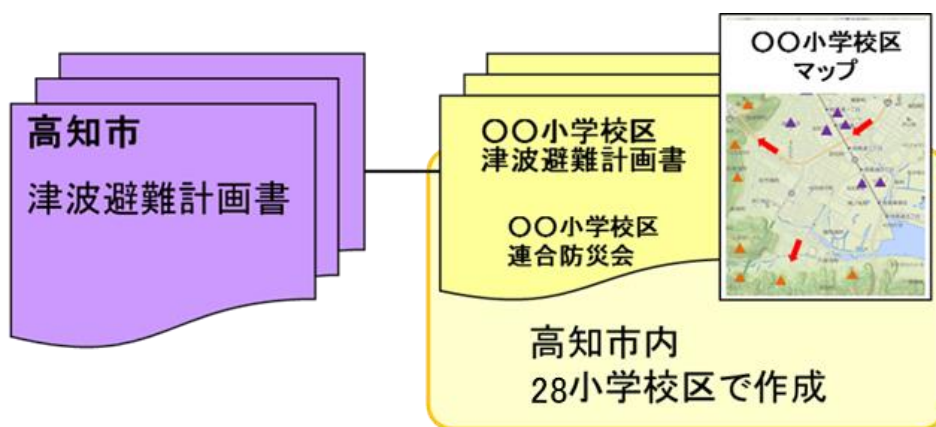 高知市
津波避難計画書
〇〇小学校区
津波避難計画書
〇〇小学校区
連合防災会
〇〇小学校区
マップ
高知市内
28小学校区で作成